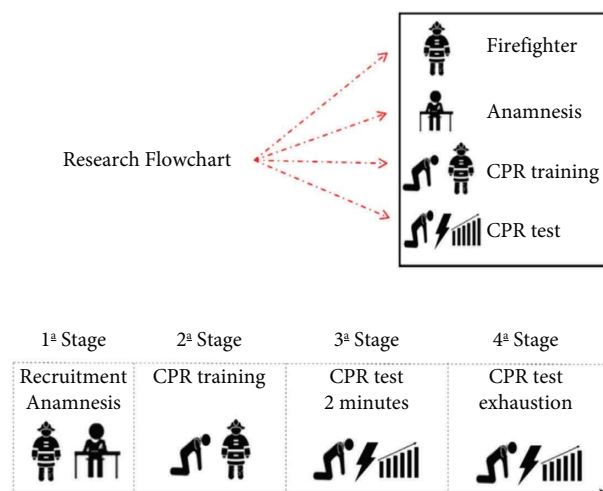 Firefighter
Anamnesis
Research Flowchart
CPR training
CPR test
1ª Stage
2ª Stage
3ª Stage
4ª Stage
Recruitment
Anamnesis
CPR training
CPR test
2 minutes
CPR test
exhaustion